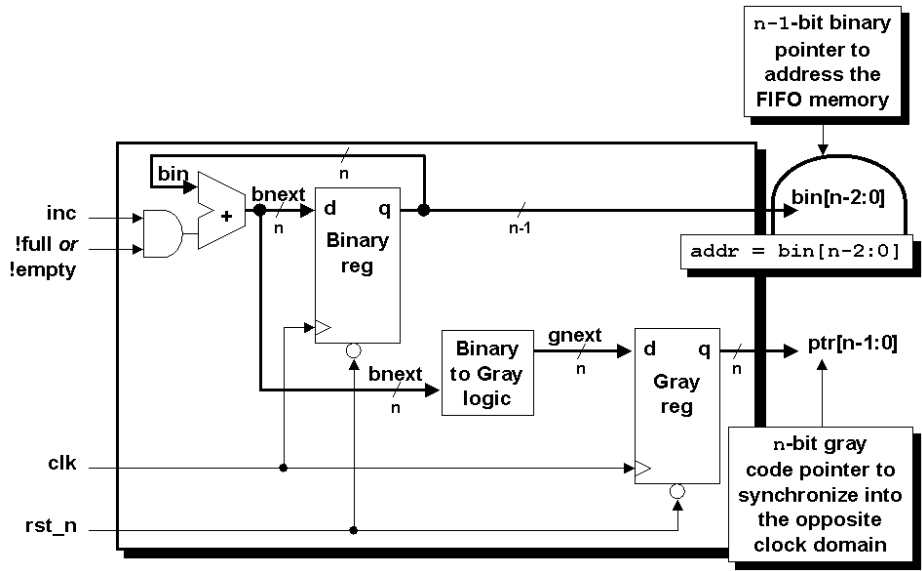 n-1-bit binary
pointer to
address the
FIFO memory
n
bin
bnext
n
+
d
q
Binary
reg
n-1
bin[n-2:0]
addr = bin[n-2:0]
inc
!full or
!empty
bnext
n
Binary
to Gray
logic
gnext
n
d
q
Gray
reg
n
ptr[n-1:0]
clk
rst_n
n-bit gray
code pointer to
synchronize into
the opposite
clock domain